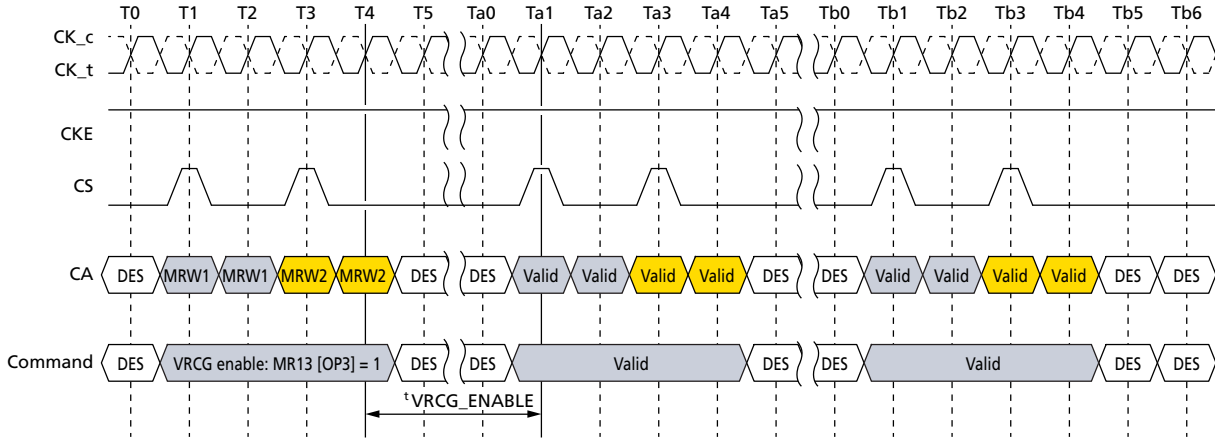 T0 T1 T2 T3 T4 T5 Ta0 Ta1 Ta2 Ta3 Ta4 Ta5 Tb0 Tb1 Tb2 Tb3 Tb4 Tb5 Tb6
CK_c
CK_t
CKE
CS
CA DES MRW1 MRW1 MRW2 MRW2 DES DES Valid Valid Valid Valid DES DES Valid Valid Valid Valid DES DES
Command DES VRCG enable: MR13 [OP3] = 1 DES DES Valid DES DES Valid DES DES
tVRCG_ENABLE